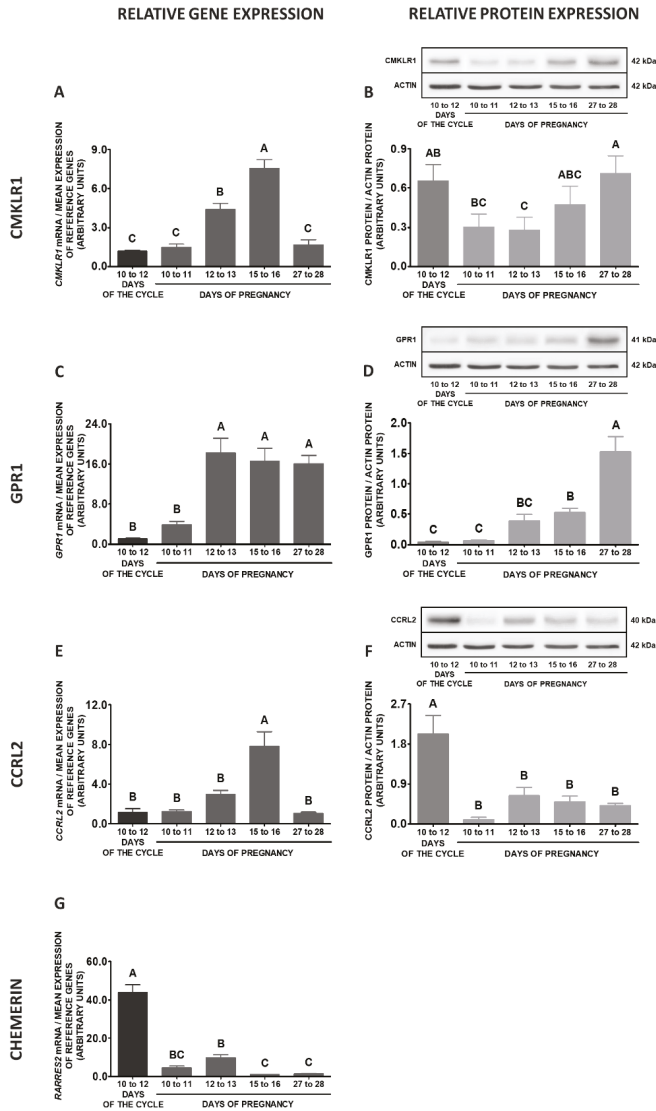 RELATIVE GENE EXPRESSION
RELATIVE PROTEIN EXPRESSION
CMKLR1
A
CMKLR1 mRNA / MEAN EXPRESSION
OF REFERENCE GENES
(ARBITRARY UNITS)
9.0
6.0
3.0
0.0
C C B A C
10 to 12 10 to 11 12 to 13 15 to 16 27 to 28
DAYS
OF THE CYCLE DAYS OF PREGNANCY
B
CMKLR1 42 kDa
ACTIN 42 kDa
10 to 12 10 to 11 12 to 13 15 to 16 27 to 28
DAYS
OF THE CYCLE DAYS OF PREGNANCY
CMKLR1 PROTEIN / ACTIN PROTEIN
(ARBITRARY UNITS)
0.9
0.6
0.3
0.0
AB BC C ABC A
10 to 12 10 to 11 12 to 13 15 to 16 27 to 28
DAYS
OF THE CYCLE DAYS OF PREGNANCY
GPR1
C
GPR1 mRNA / MEAN EXPRESSION
OF REFERENCE GENES
(ARBITRARY UNITS)
24.0
16.0
8.0
0.0
B B A A A
10 to 12 10 to 11 12 to 13 15 to 16 27 to 28
DAYS
OF THE CYCLE DAYS OF PREGNANCY
D
GPR1 41 kDa
ACTIN 42 kDa
10 to 12 10 to 11 12 to 13 15 to 16 27 to 28
DAYS
OF THE CYCLE DAYS OF PREGNANCY
GPR1 PROTEIN / ACTIN PROTEIN
(ARBITRARY UNITS)
2.0
1.5
1.0
0.5
0.0
C C BC B A
10 to 12 10 to 11 12 to 13 15 to 16 27 to 28
DAYS
OF THE CYCLE DAYS OF PREGNANCY
CCRL2
E
CCRL2 mRNA / MEAN EXPRESSION
OF REFERENCE GENES
(ARBITRARY UNITS)
12.0
8.0
4.0
0.0
B B B A B
10 to 12 10 to 11 12 to 13 15 to 16 27 to 28
DAYS
OF THE CYCLE DAYS OF PREGNANCY
F
CCRL2 40 kDa
ACTIN 42 kDa
10 to 12 10 to 11 12 to 13 15 to 16 27 to 28
DAYS
OF THE CYCLE DAYS OF PREGNANCY
CCRL2 PROTEIN / ACTIN PROTEIN
(ARBITRARY UNITS)
2.7
1.8
0.9
0.0
A B B B B
10 to 12 10 to 11 12 to 13 15 to 16 27 to 28
DAYS
OF THE CYCLE DAYS OF PREGNANCY
CHEMERIN
G
RARRES2 mRNA / MEAN EXPRESSION
OF REFERENCE GENES
(ARBITRARY UNITS)
60.0
40.0
20.0
0.0
A BC B C C
10 to 12 10 to 11 12 to 13 15 to 16 27 to 28
DAYS
OF THE CYCLE DAYS OF PREGNANCY